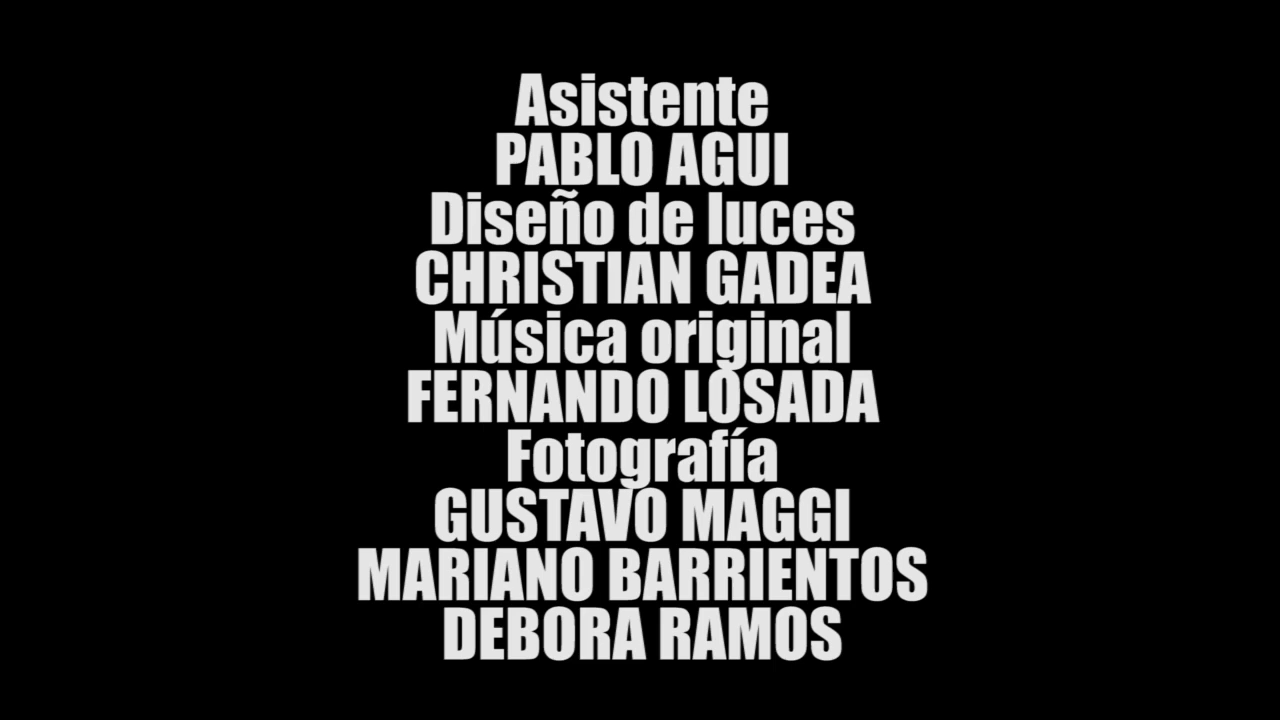 Asistente
PABLO AGUI
Diseño de luces
CHRISTIAN GADEA
Música original
FERNANDO LOSADA
Fotografía
GUSTAVO MAGGI
MARIANO BARRIENTOS
DEBORA RAMOS